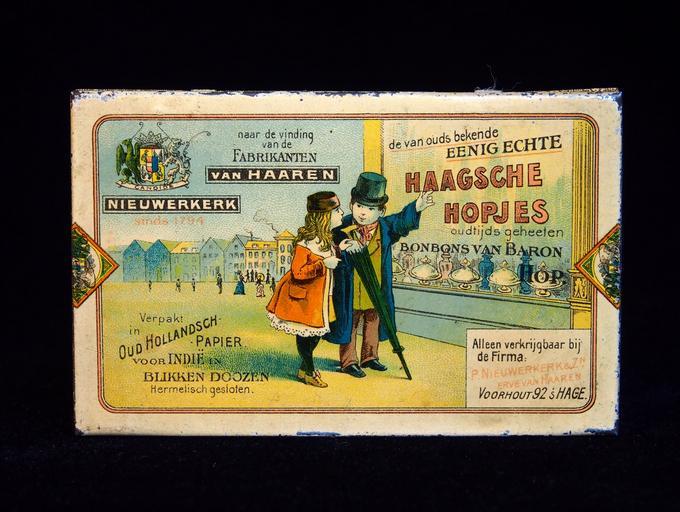 CANDIDE
naar de vinding
van de
FABRIKANTEN
VAN HAAREN
NIEUWERKERK
sinds 1794
de van ouds bekende
EENIG ECHTE
HAAGSCHE
HOPJES
oudtijds geheeten
BONBONS VAN BARON
HOP
Verpakt
in
OUD HOLLANDSCH-
-PAPIER
VOOR INDIË IN
BLIKKEN DOOZEN
Hermetisch gesloten.
Alleen verkrijgbaar bij
de Firma:
P. NIEUWERKERK & ZN
ERVE VAN HAAREN
VOORHOUT 92 'S HAGE.